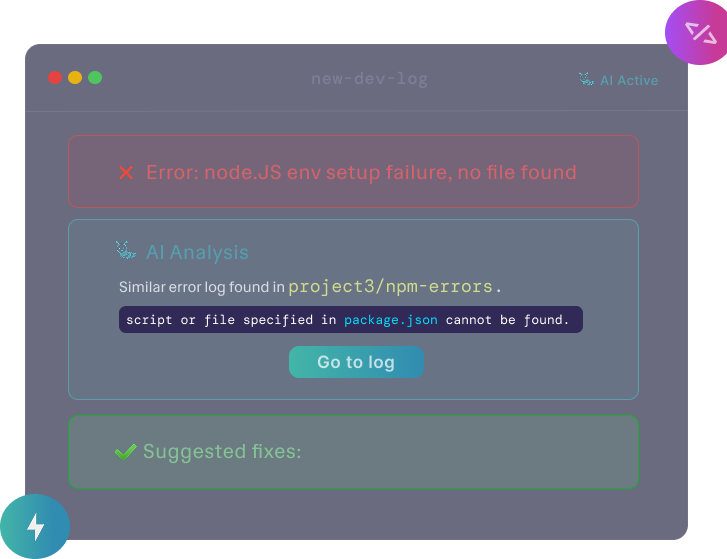 new-dev-log
AI Active
Error: node.JS env setup failure, no file found
AI Analysis
Similar error log found in project3/npm-errors.
script or file specified in package.json cannot be found.
Go to log
Suggested fixes: